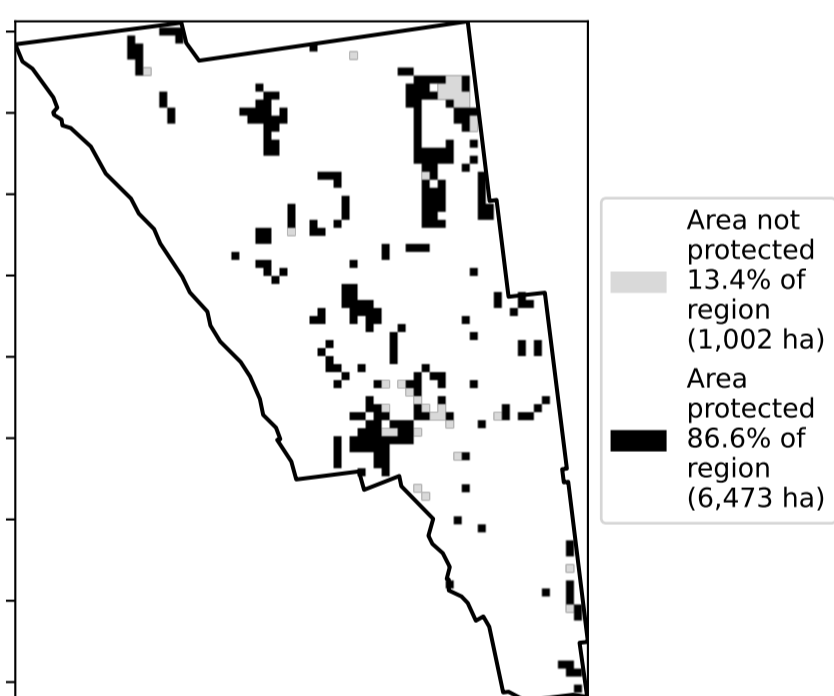 Area not
protected
13.4% of
region
(1,002 ha)
Area
protected
86.6% of
region
(6,473 ha)